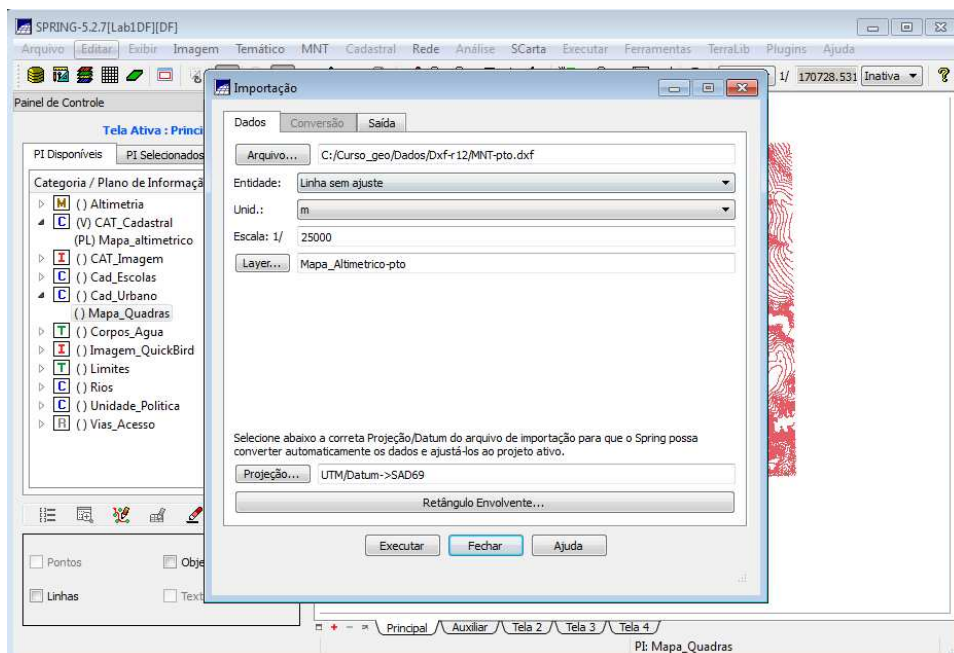 SPRING-5.2.7[Lab1DF][DF]
Arquivo Editar Exibir Imagem Temático MNT Cadastral Rede Análise SCarta Executar Ferramentas TerraLib Plugins Ajuda
1/ 170728.531 Inativa
Painel de Controle
Tela Ativa : Princi
PI Disponíveis PI Selecionados
Categoria / Plano de Informaçã
M ( ) Altimetria
C (V) CAT_Cadastral
(PL) Mapa_altimetrico
I ( ) CAT_Imagem
C ( ) Cad_Escolas
C ( ) Cad_Urbano
( ) Mapa_Quadras
T ( ) Corpos_Agua
I ( ) Imagem_QuickBird
T ( ) Limites
C ( ) Rios
C ( ) Unidade_Politica
R ( ) Vias_Acesso
Pontos Obje
Linhas Text
Importação
Dados Conversão Saída
Arquivo... C:/Curso_geo/Dados/Dxf-r12/MNT-pto.dxf
Entidade: Linha sem ajuste
Unid.: m
Escala: 1/ 25000
Layer... Mapa_Altimetrico-pto
Selecione abaixo a correta Projeção/Datum do arquivo de importação para que o Spring possa
converter automaticamente os dados e ajustá-los ao projeto ativo.
Projeção... UTM/Datum->SAD69
Retângulo Envolvente...
Executar Fechar Ajuda
Principal Auxiliar Tela 2 Tela 3 Tela 4
PI: Mapa_Quadras